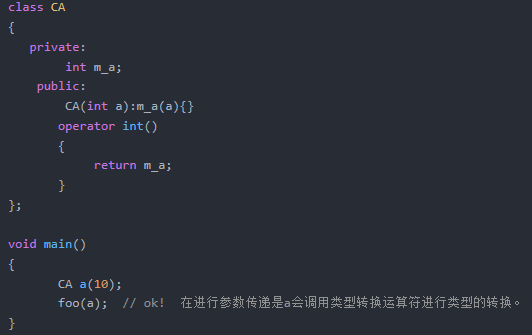 class CA
{
   private:
        int m_a;
    public:
        CA(int a):m_a(a){}
       operator int()
       {
            return m_a;
       }
};

void main()
{
       CA a(10);
       foo(a);  // ok!  在进行参数传递是a会调用类型转换运算符进行类型的转换。
}